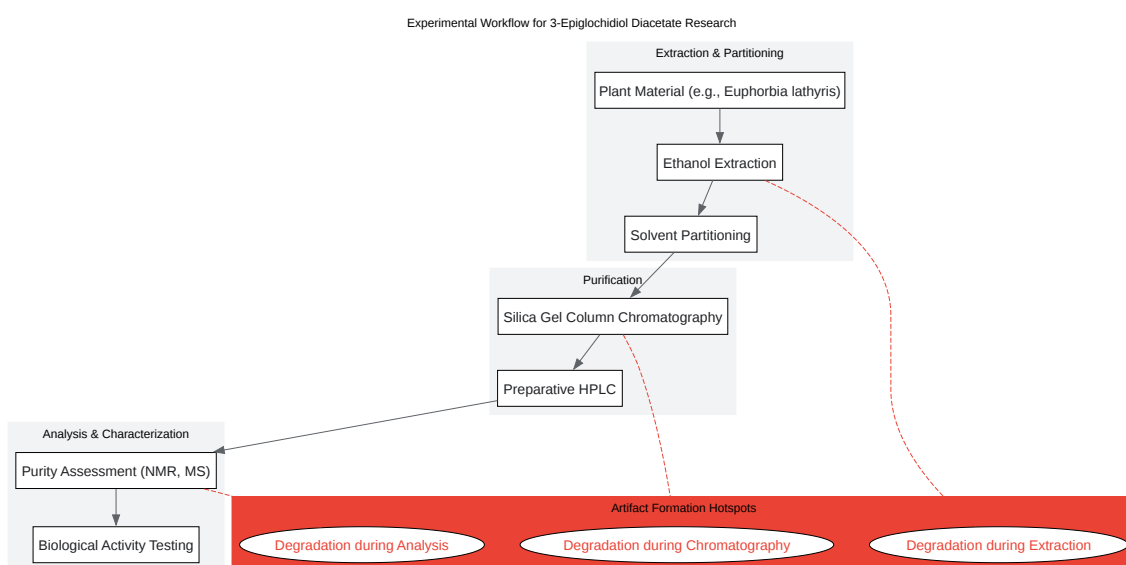 Experimental Workflow for 3-Epiglochidiol Diacetate Research
Extraction & Partitioning
Plant Material (e.g., Euphorbia lathyris)
Ethanol Extraction
Solvent Partitioning
Purification
Silica Gel Column Chromatography
Preparative HPLC
Analysis & Characterization
Purity Assessment (NMR, MS)
Biological Activity Testing
Artifact Formation Hotspots
Degradation during Analysis
Degradation during Chromatography
Degradation during Extraction